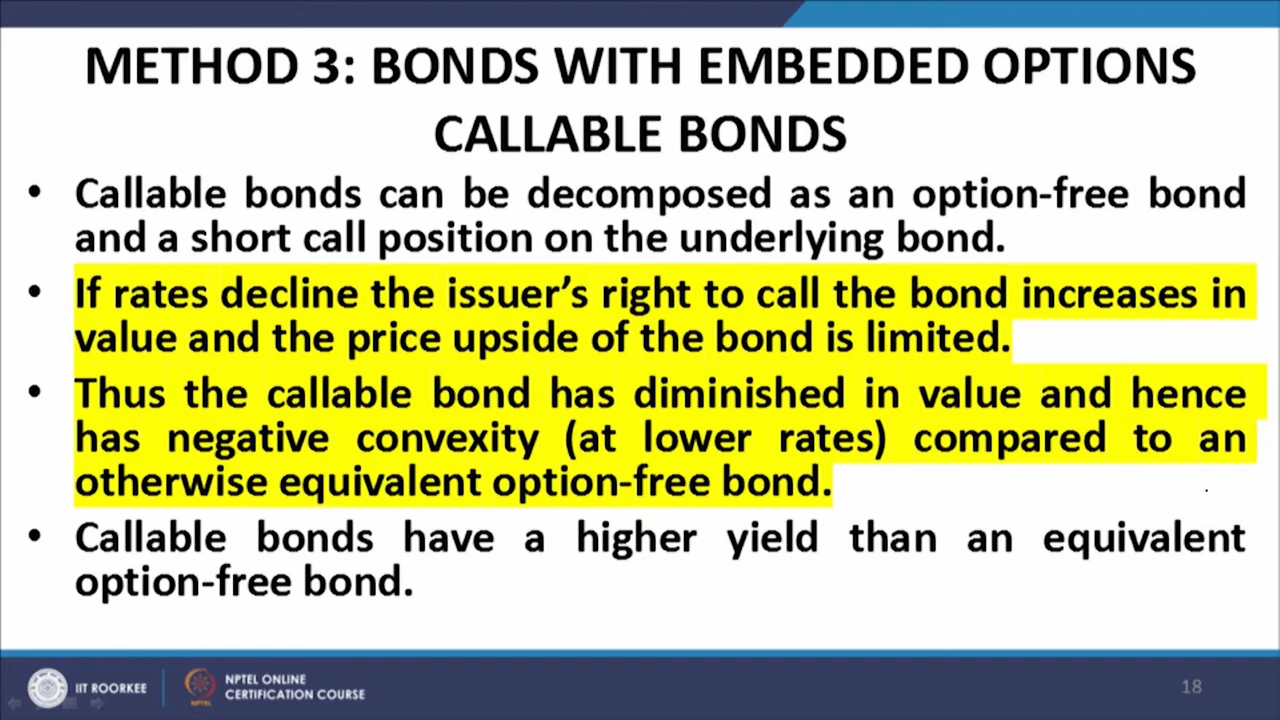 METHOD 3: BONDS WITH EMBEDDED OPTIONS
CALLABLE BONDS
• Callable bonds can be decomposed as an option-free bond
and a short call position on the underlying bond.
• If rates decline the issuer's right to call the bond increases in
value and the price upside of the bond is limited.
• Thus the callable bond has diminished in value and hence
has negative convexity (at lower rates) compared to an
otherwise equivalent option-free bond.
• Callable bonds have a higher yield than an equivalent
option-free bond.
IIT ROORKEE
NPTEL
NPTEL ONLINE
CERTIFICATION COURSE
18